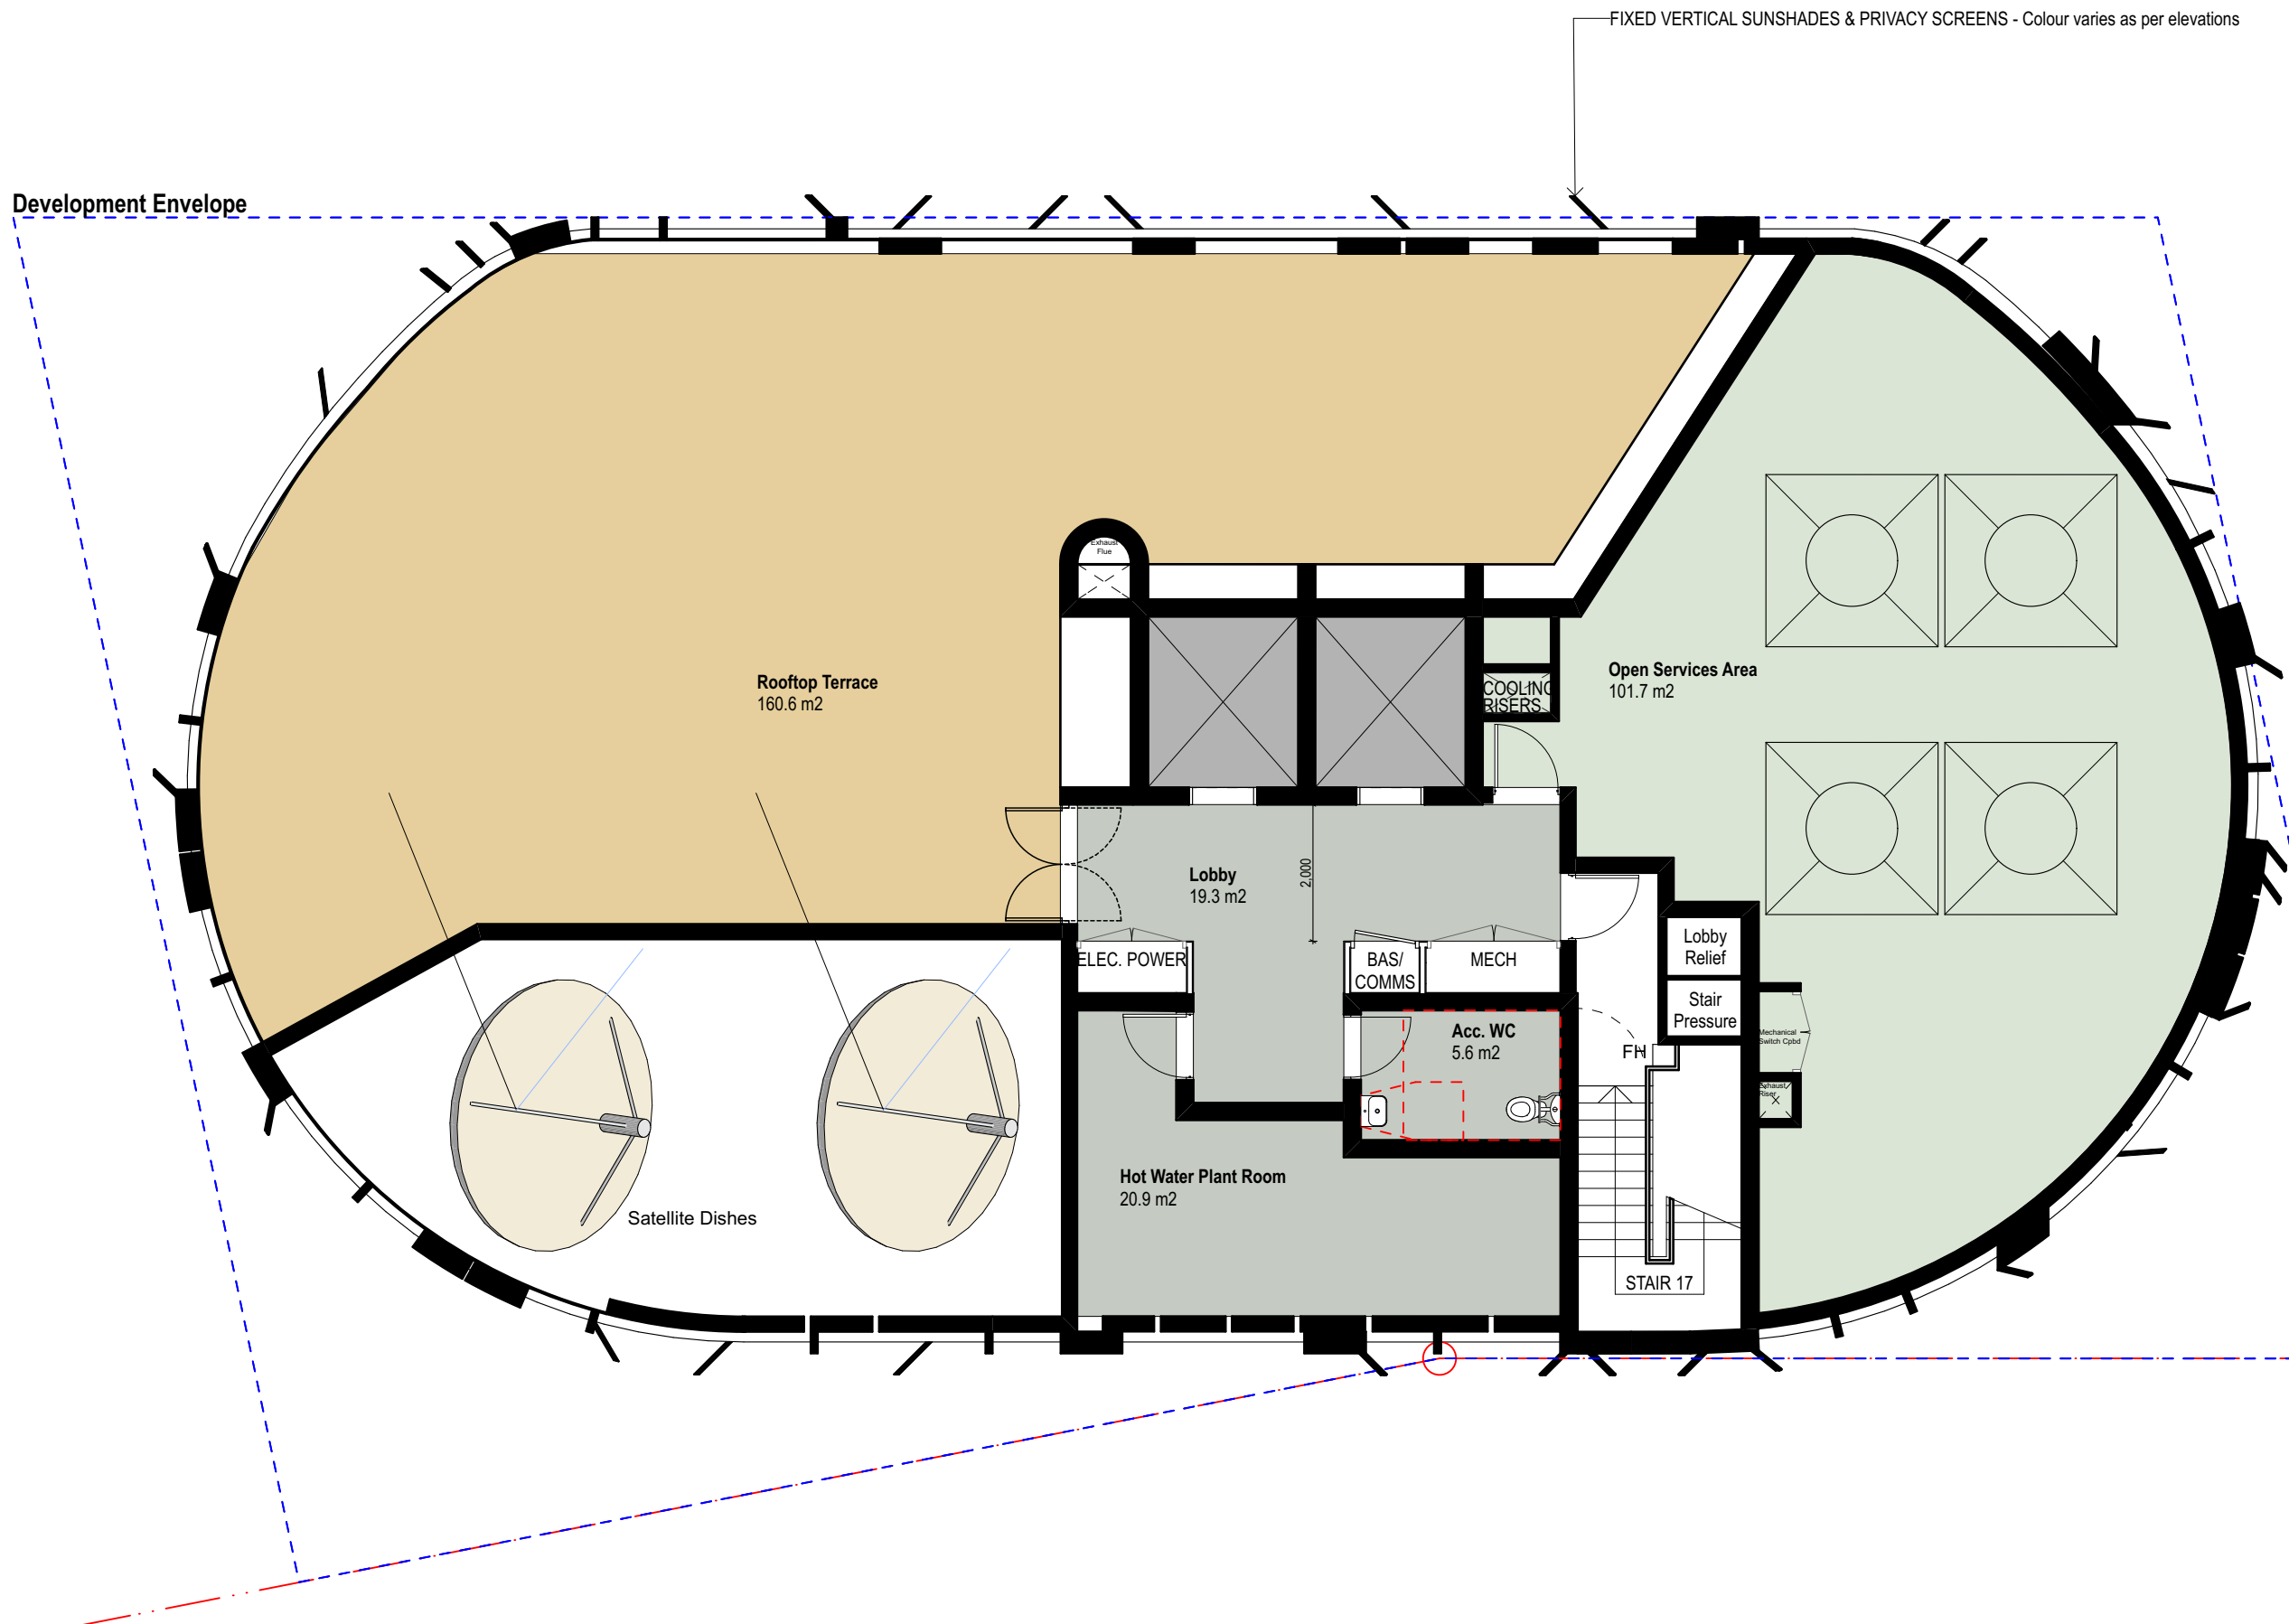 FIXED VERTICAL SUNSHADES & PRIVACY SCREENS - Colour varies as per elevations
Development Envelope
Exhaust
Flue
Rooftop Terrace
160.6 m2
COOLING
RISERS
Open Services Area
101.7 m2
Lobby
19.3 m2
2,000
ELEC. POWER
BAS/
COMMS
MECH
Lobby
Relief
Stair
Pressure
Mechanical
Switch Cpbd
Acc. WC
5.6 m2
FH
Exhaust
Riser
Hot Water Plant Room
20.9 m2
Satellite Dishes
STAIR 17